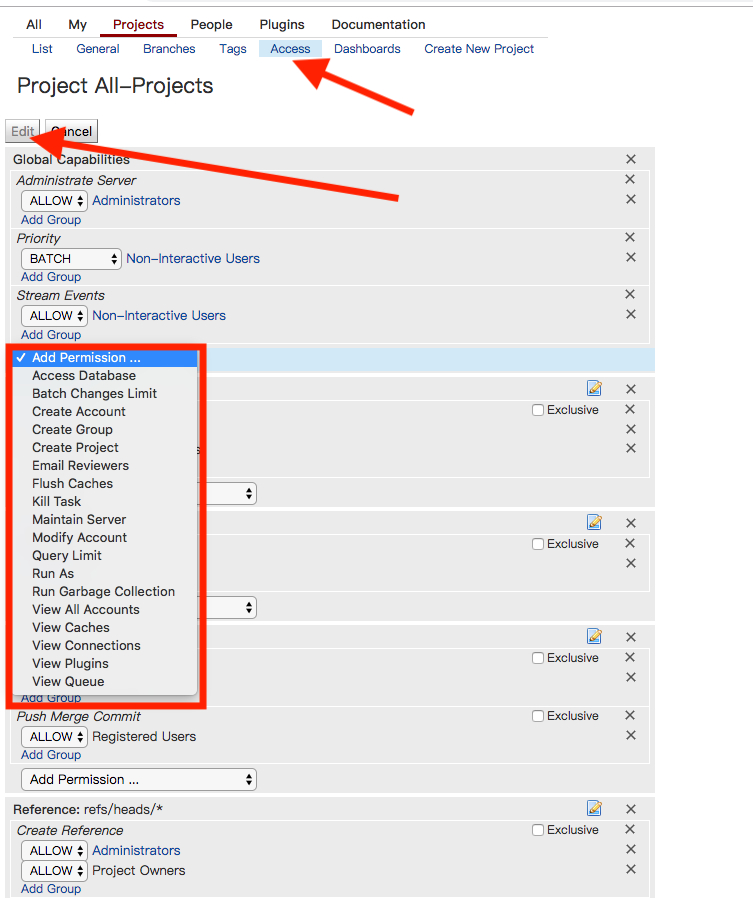 All My Projects People Plugins Documentation
List General Branches Tags Access Dashboards Create New Project
Project All-Projects
Edit Cancel
Global Capabilities
Administrate Server
ALLOW Administrators
Add Group
Priority
BATCH Non-Interactive Users
Add Group
Stream Events
ALLOW Non-Interactive Users
Add Group
✓ Add Permission ...
Access Database
Batch Changes Limit
Create Account
Exclusive
Create Group
Create Project
Email Reviewers
Flush Caches
Kill Task
Maintain Server
Modify Account
Exclusive
Query Limit
Run As
Run Garbage Collection
View All Accounts
View Caches
View Connections
View Plugins
Exclusive
View Queue
Add Group
Push Merge Commit Exclusive
ALLOW Registered Users
Add Group
Add Permission ...
Reference: refs/heads/*
Create Reference Exclusive
ALLOW Administrators
ALLOW Project Owners
Add Group